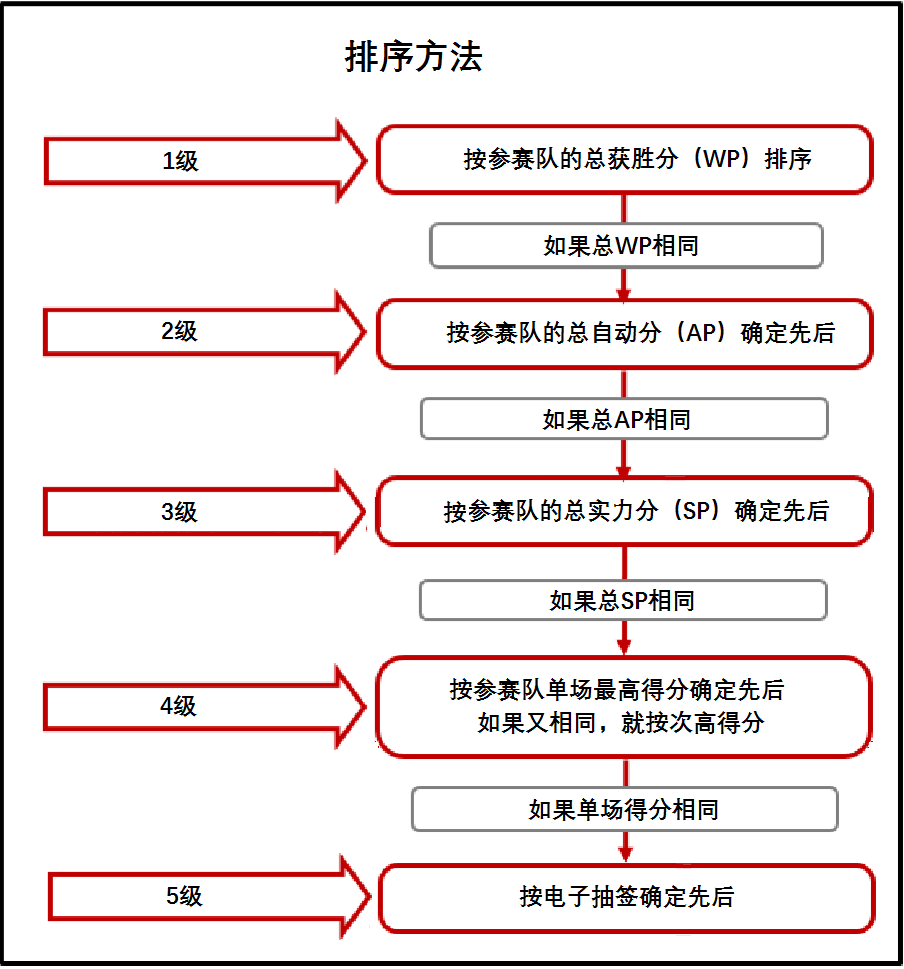 排序方法
1级
按参赛队的总获胜分（WP）排序
如果总WP相同
2级
按参赛队的总自动分（AP）确定先后
如果总AP相同
3级
按参赛队的总实力分（SP）确定先后
如果总SP相同
4级
按参赛队单场最高得分确定先后
如果又相同，就按次高得分
如果单场得分相同
5级
按电子抽签确定先后